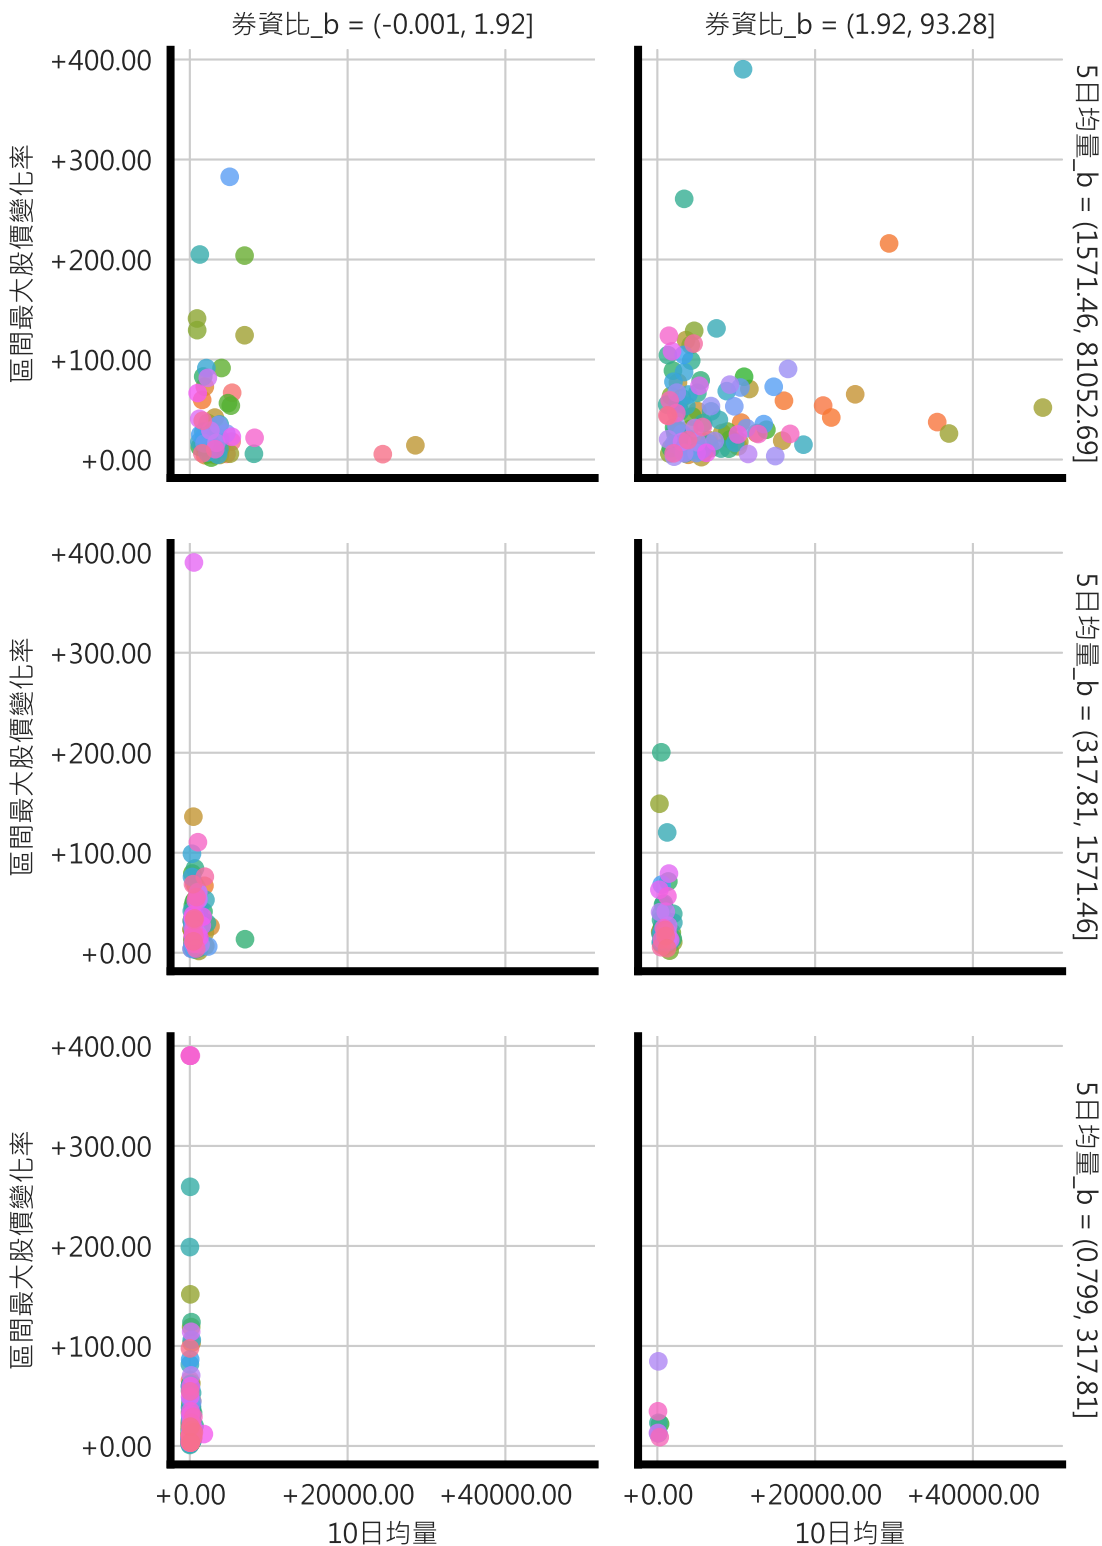 券資比_b = (-0.001, 1.92]
券資比_b = (1.92, 93.28]
+400.00
+300.00
+200.00
+100.00
+0.00
區間最大股價變化率
5日均量_b = (1571.46, 81052.69]
+400.00
+300.00
+200.00
+100.00
+0.00
區間最大股價變化率
5日均量_b = (317.81, 1571.46]
+400.00
+300.00
+200.00
+100.00
+0.00
區間最大股價變化率
5日均量_b = (0.799, 317.81]
+0.00 +20000.00 +40000.00
+0.00 +20000.00 +40000.00
10日均量
10日均量